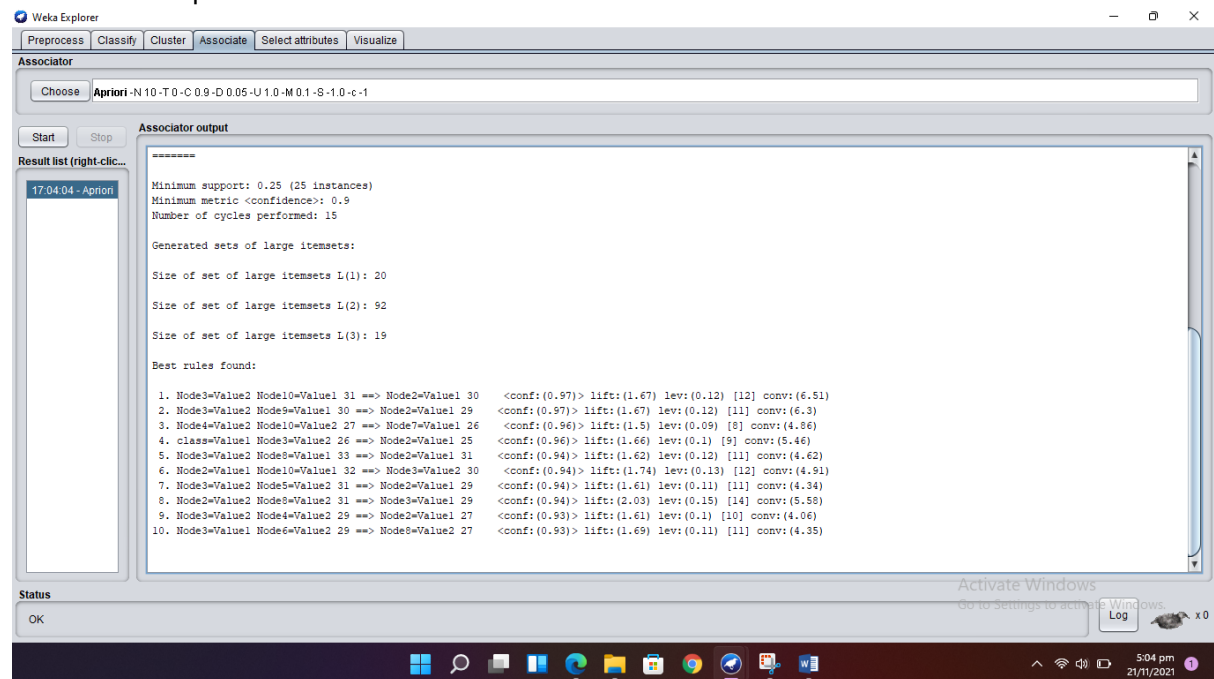 Weka Explorer
Preprocess Classify Cluster Associate Select attributes Visualize
Associator
Choose Apriori -N 10 -T 0 -C 0.9 -D 0.05 -U 1.0 -M 0.1 -S -1.0 -c -1
Start Stop
Associator output
Result list (right-clic...
17:04:04 - Apriori
=======
Minimum support: 0.25 (25 instances)
Minimum metric <confidence>: 0.9
Number of cycles performed: 15
Generated sets of large itemsets:
Size of set of large itemsets L(1): 20
Size of set of large itemsets L(2): 92
Size of set of large itemsets L(3): 19
Best rules found:
1. Node3=Value2 Node10=Value1 31 ==> Node2=Value1 30 <conf:(0.97)> lift:(1.67) lev:(0.12) [12] conv:(6.51)
2. Node3=Value2 Node9=Value1 30 ==> Node2=Value1 29 <conf:(0.97)> lift:(1.67) lev:(0.12) [11] conv:(6.3)
3. Node4=Value2 Node10=Value2 27 ==> Node7=Value1 26 <conf:(0.96)> lift:(1.5) lev:(0.09) [8] conv:(4.86)
4. class=Value1 Node3=Value2 26 ==> Node2=Value1 25 <conf:(0.96)> lift:(1.66) lev:(0.1) [9] conv:(5.46)
5. Node3=Value2 Node8=Value1 33 ==> Node2=Value1 31 <conf:(0.94)> lift:(1.62) lev:(0.12) [11] conv:(4.62)
6. Node2=Value1 Node10=Value1 32 ==> Node3=Value2 30 <conf:(0.94)> lift:(1.74) lev:(0.13) [12] conv:(4.91)
7. Node3=Value2 Node5=Value2 31 ==> Node2=Value1 29 <conf:(0.94)> lift:(1.61) lev:(0.11) [11] conv:(4.34)
8. Node2=Value2 Node8=Value2 31 ==> Node3=Value1 29 <conf:(0.94)> lift:(2.03) lev:(0.15) [14] conv:(5.58)
9. Node3=Value2 Node4=Value2 29 ==> Node2=Value1 27 <conf:(0.93)> lift:(1.61) lev:(0.1) [10] conv:(4.06)
10. Node3=Value1 Node6=Value2 29 ==> Node8=Value2 27 <conf:(0.93)> lift:(1.69) lev:(0.11) [11] conv:(4.35)
Activate Windows
Go to Settings to activate Windows.
Status
OK
Log
x 0
5:04 pm
21/11/2021
1